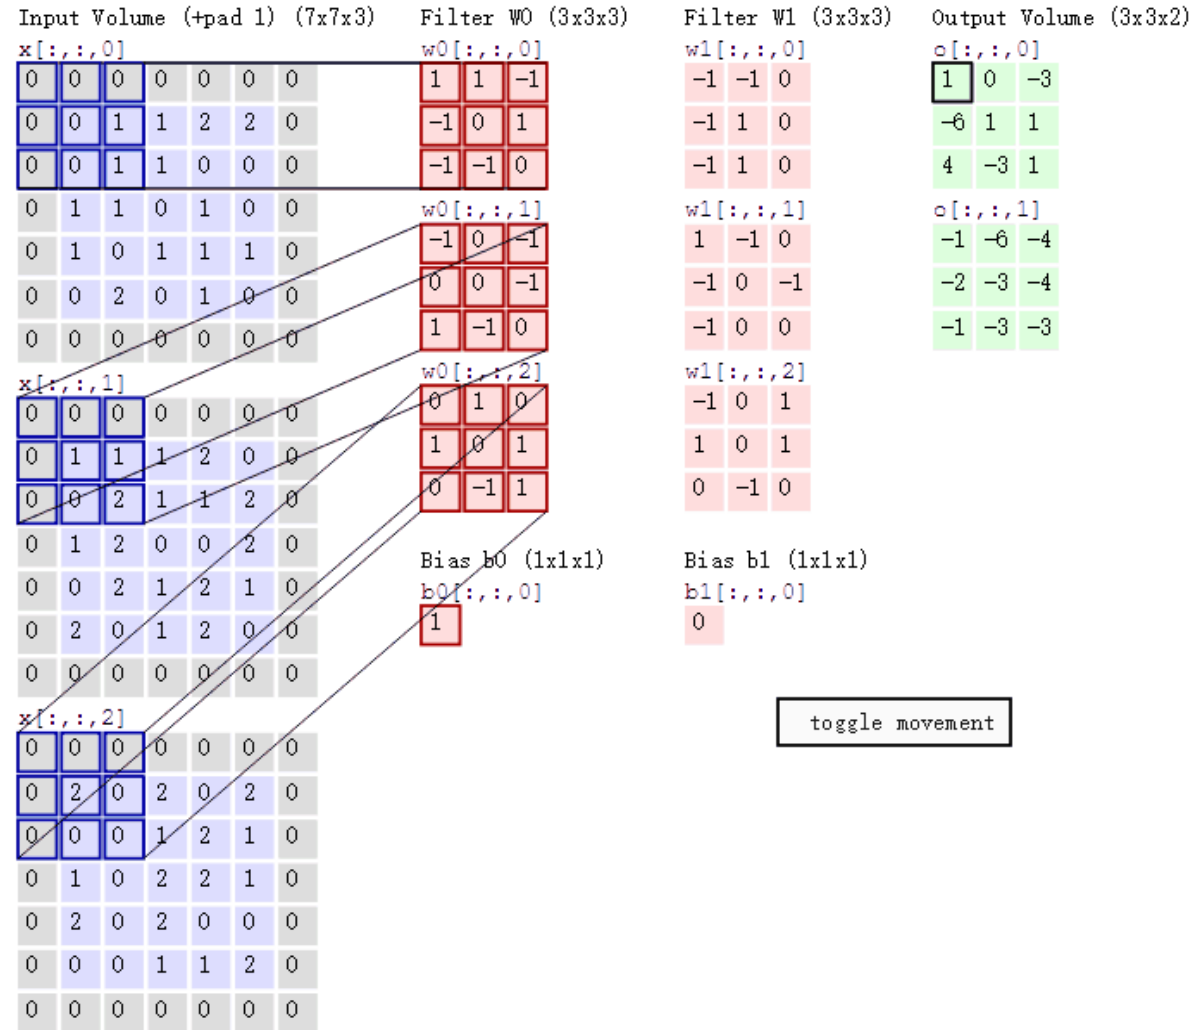 Input Volume (+pad 1) (7x7x3)
x[:,:,0]
0 0 0 0 0 0 0
0 0 1 1 2 2 0
0 0 1 1 0 0 0
0 1 1 0 1 0 0
0 1 0 1 1 1 0
0 0 2 0 1 0 0
0 0 0 0 0 0 0
x[:,:,1]
0 0 0 0 0 0 0
0 1 1 1 2 0 0
0 0 2 1 1 2 0
0 1 2 0 0 2 0
0 0 2 1 2 1 0
0 2 0 1 2 0 0
0 0 0 0 0 0 0
x[:,:,2]
0 0 0 0 0 0 0
0 2 0 2 0 2 0
0 0 0 1 2 1 0
0 1 0 2 2 1 0
0 2 0 2 0 0 0
0 0 0 1 1 2 0
0 0 0 0 0 0 0
Filter W0 (3x3x3)
w0[:,:,0]
1 1 -1
-1 0 1
-1 -1 0
w0[:,:,1]
-1 0 -1
0 0 -1
1 -1 0
w0[:,:,2]
0 1 0
1 0 1
0 -1 1
Bias b0 (1x1x1)
b0[:,:,0]
1
Filter W1 (3x3x3)
w1[:,:,0]
-1 -1 0
-1 1 0
-1 1 0
w1[:,:,1]
1 -1 0
-1 0 -1
-1 0 0
w1[:,:,2]
-1 0 1
1 0 1
0 -1 0
Bias b1 (1x1x1)
b1[:,:,0]
0
Output Volume (3x3x2)
o[:,:,0]
1 0 -3
-6 1 1
4 -3 1
o[:,:,1]
-1 -6 -4
-2 -3 -4
-1 -3 -3
toggle movement